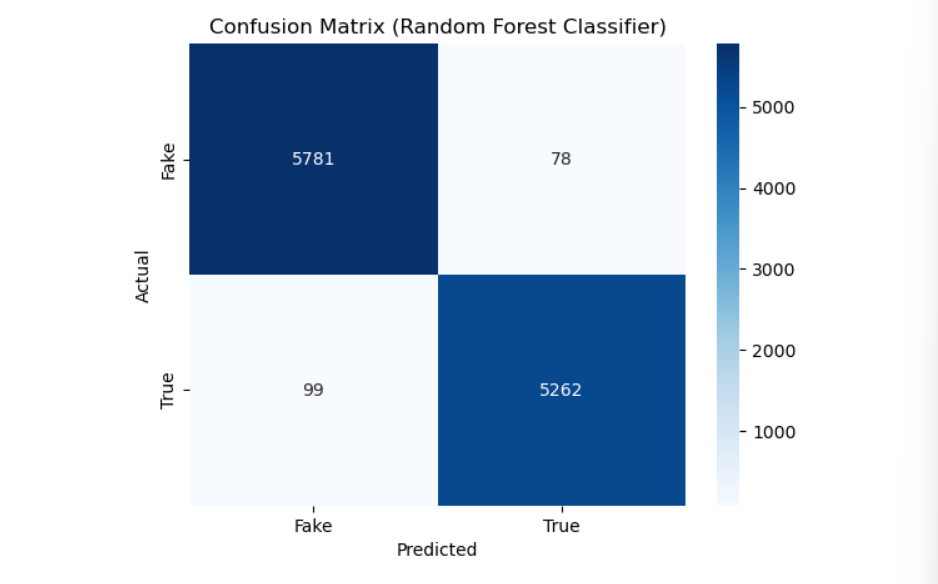 Confusion Matrix (Random Forest Classifier)
Actual
Fake
5781
78
True
99
5262
Fake
True
Predicted
5000
4000
3000
2000
1000